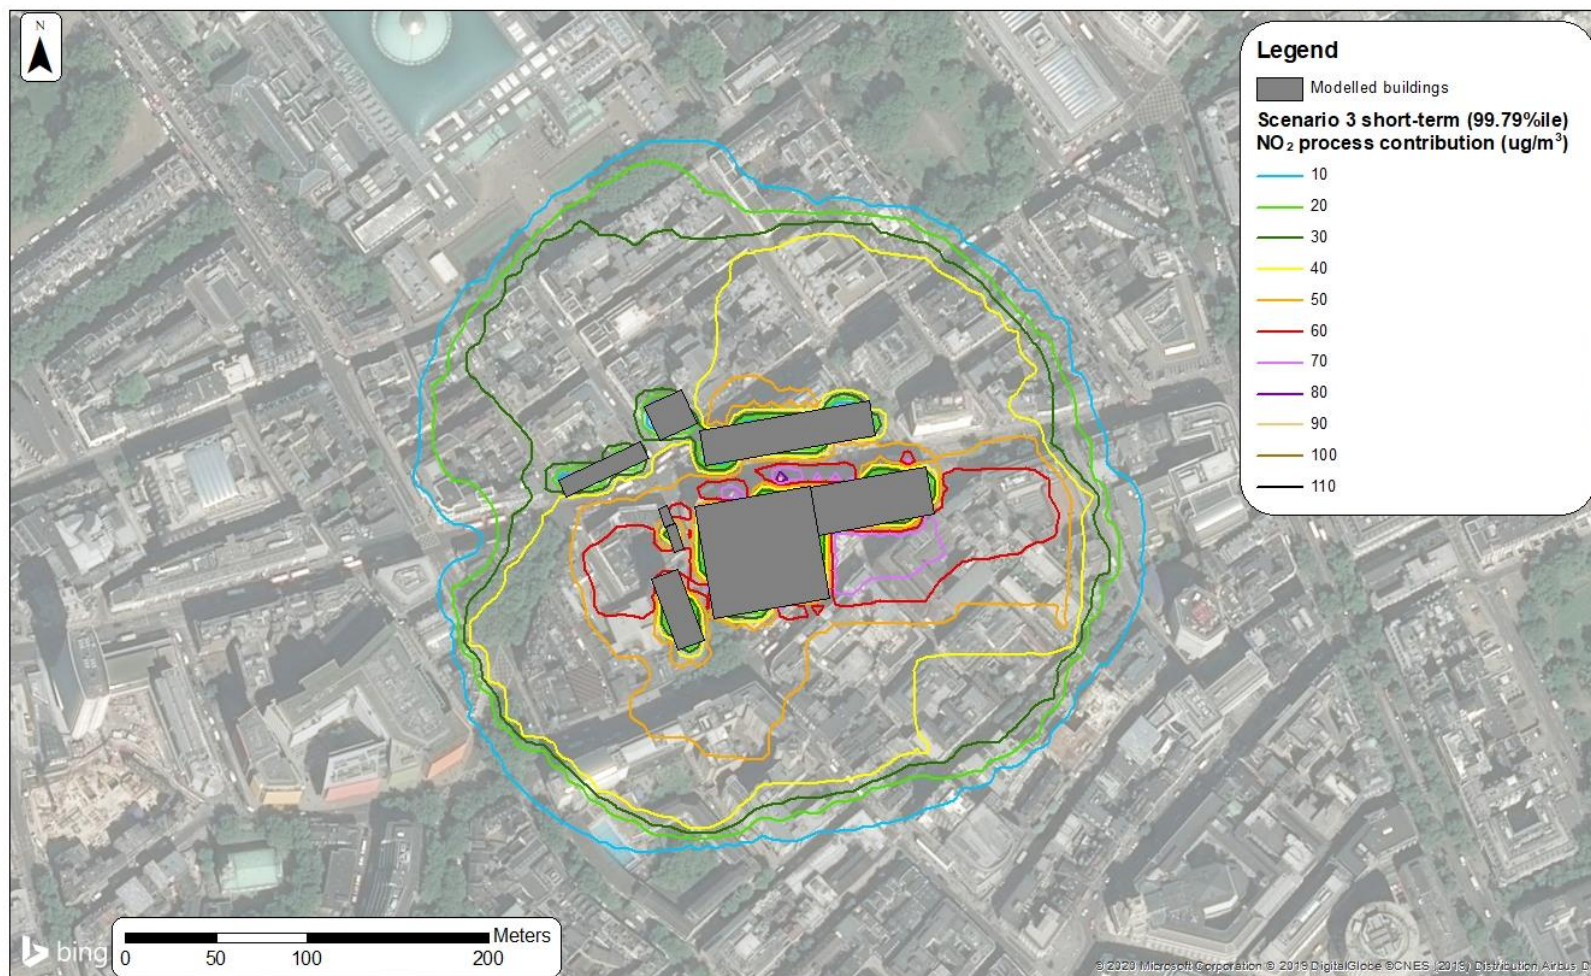 N
Legend
Modelled buildings
Scenario 3 short-term (99.79%ile)
NO₂ process contribution (ug/m³)
10
20
30
40
50
60
70
80
90
100
110
Meters
0 50 100 200
bing
© 2020 Microsoft Corporation © 2019 DigitalGlobe ©CNES (2019) Distribution Airbus D